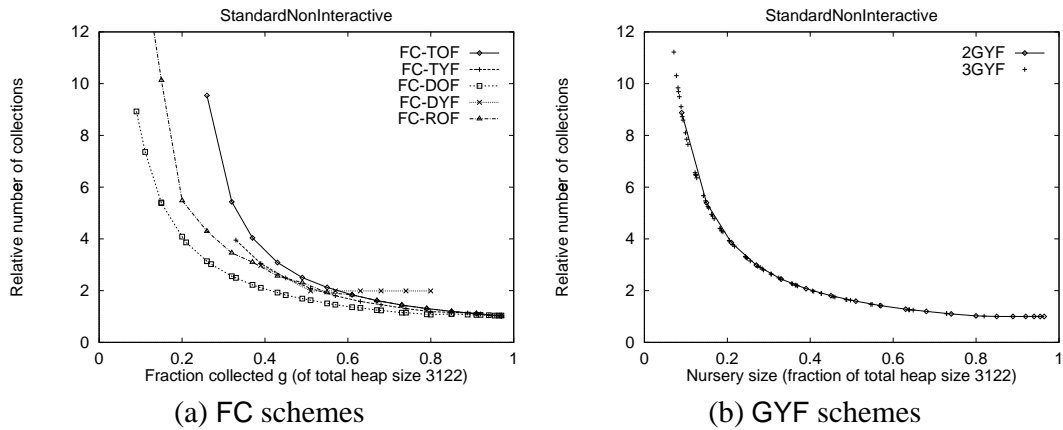 StandardNonInteractive
12
10
8
6
4
2
0
Relative number of collections
FC-TOF
FC-TYF
FC-DOF
FC-DYF
FC-ROF
0 0.2 0.4 0.6 0.8 1
Fraction collected g (of total heap size 3122)
(a) FC schemes
StandardNonInteractive
12
10
8
6
4
2
0
Relative number of collections
2GYF
3GYF
0 0.2 0.4 0.6 0.8 1
Nursery size (fraction of total heap size 3122)
(b) GYF schemes